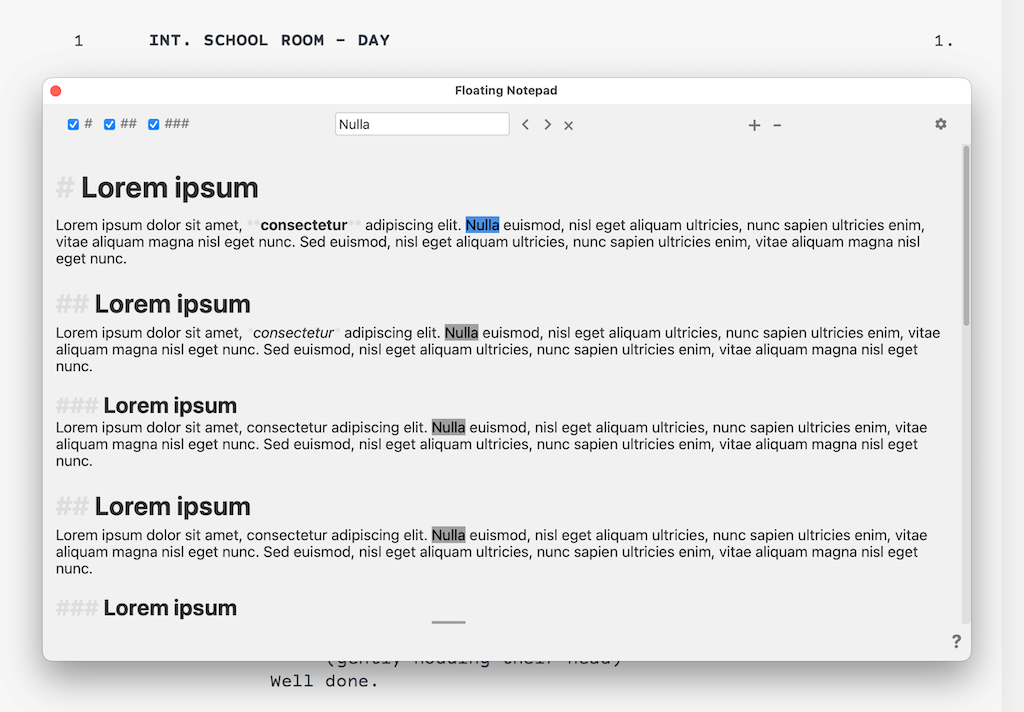 1 INT. SCHOOL ROOM – DAY 1.
Floating Notepad
# ## ###
Nulla
# Lorem ipsum
Lorem ipsum dolor sit amet, **consectetur** adipiscing elit. Nulla euismod, nisl eget aliquam ultricies, nunc sapien ultricies enim,
vitae aliquam magna nisl eget nunc. Sed euismod, nisl eget aliquam ultricies, nunc sapien ultricies enim, vitae aliquam magna nisl
eget nunc.
## Lorem ipsum
Lorem ipsum dolor sit amet, *consectetur* adipiscing elit. Nulla euismod, nisl eget aliquam ultricies, nunc sapien ultricies enim, vitae
aliquam magna nisl eget nunc. Sed euismod, nisl eget aliquam ultricies, nunc sapien ultricies enim, vitae aliquam magna nisl eget
nunc.
### Lorem ipsum
Lorem ipsum dolor sit amet, consectetur adipiscing elit. Nulla euismod, nisl eget aliquam ultricies, nunc sapien ultricies enim, vitae
aliquam magna nisl eget nunc. Sed euismod, nisl eget aliquam ultricies, nunc sapien ultricies enim, vitae aliquam magna nisl eget
nunc.
## Lorem ipsum
Lorem ipsum dolor sit amet, consectetur adipiscing elit. Nulla euismod, nisl eget aliquam ultricies, nunc sapien ultricies enim, vitae
aliquam magna nisl eget nunc. Sed euismod, nisl eget aliquam ultricies, nunc sapien ultricies enim, vitae aliquam magna nisl eget
nunc.
### Lorem ipsum
?
(gently nodding their head)
Well done.